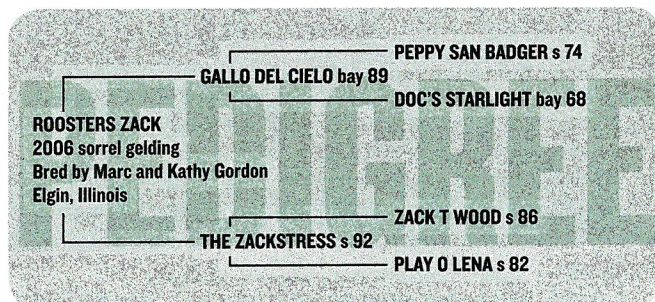 PEDIGREE
PEPPY SAN BADGER s 74
GALLO DEL CIELO bay 89
DOC'S STARLIGHT bay 68
ROOSTERS ZACK
2006 sorrel gelding
Bred by Marc and Kathy Gordon
Elgin, Illinois
ZACK T WOOD s 86
THE ZACKSTRESS s 92
PLAY O LENA s 82